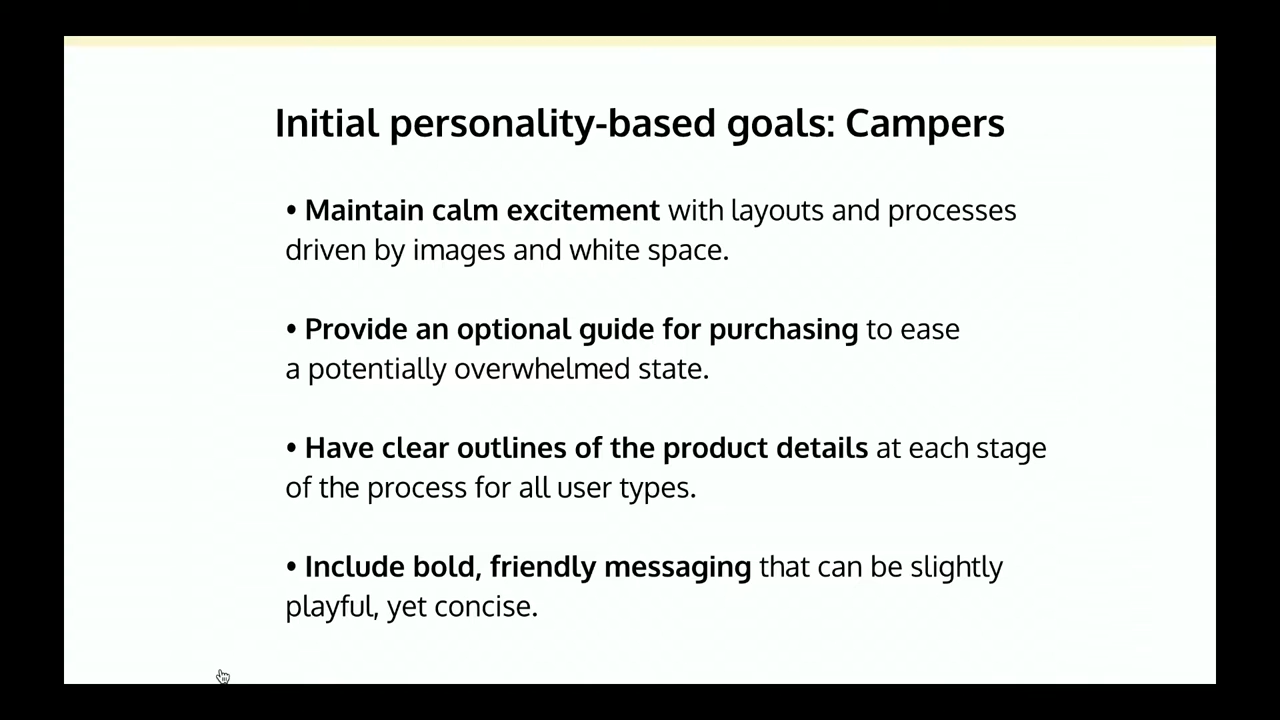 Initial personality-based goals: Campers
• Maintain calm excitement with layouts and processes
driven by images and white space.
• Provide an optional guide for purchasing to ease
a potentially overwhelmed state.
• Have clear outlines of the product details at each stage
of the process for all user types.
• Include bold, friendly messaging that can be slightly
playful, yet concise.